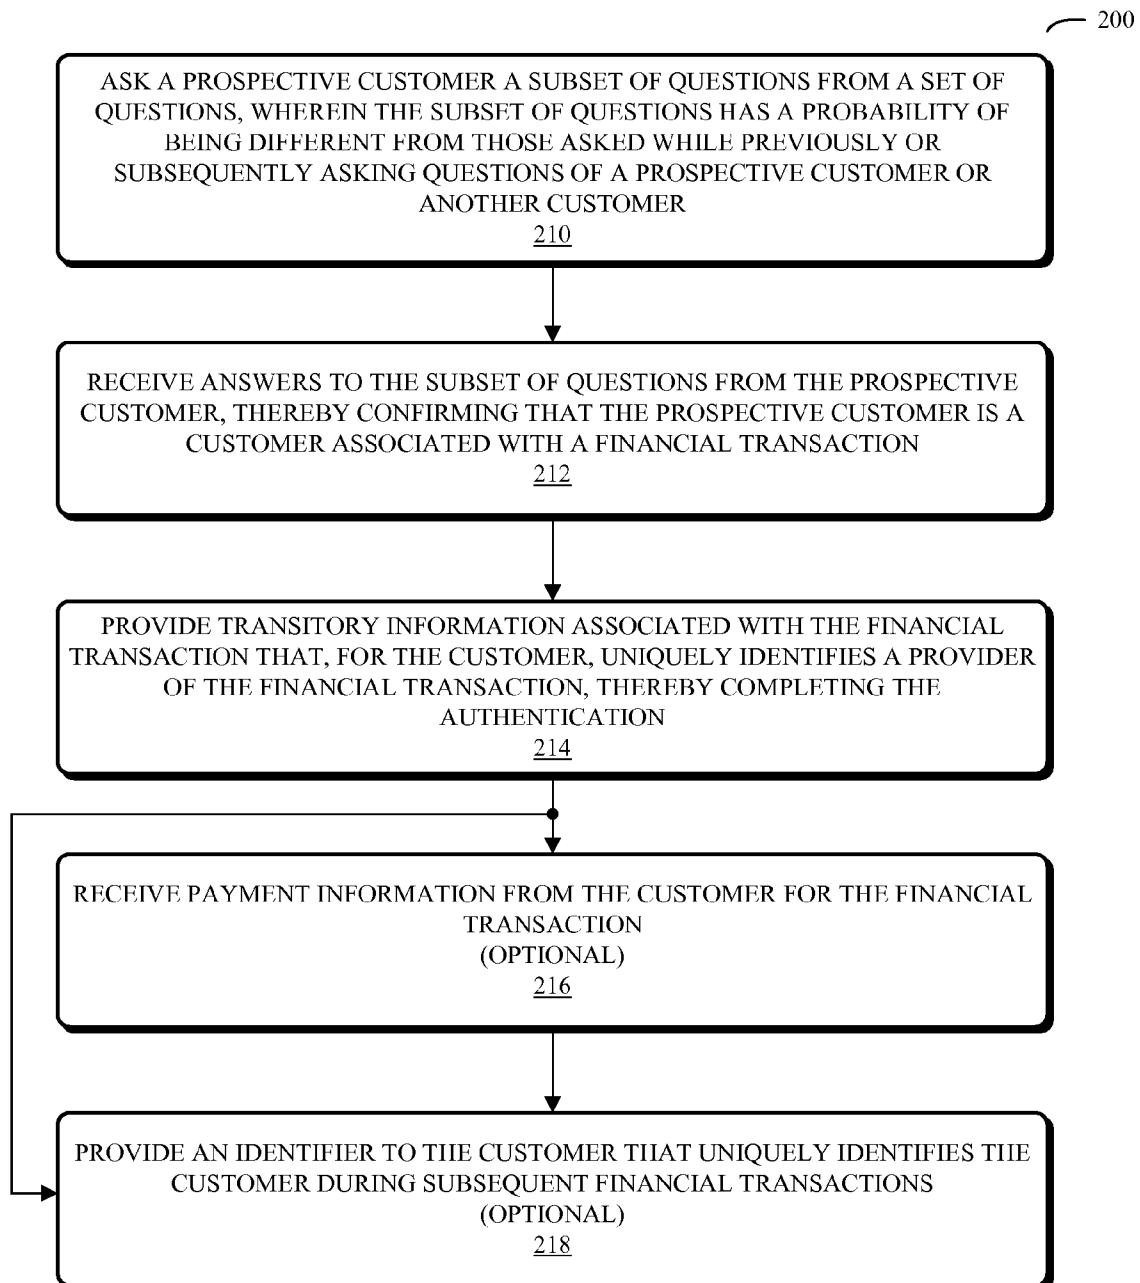 200
ASK A PROSPECTIVE CUSTOMER A SUBSET OF QUESTIONS FROM A SET OF
QUESTIONS, WHEREIN THE SUBSET OF QUESTIONS HAS A PROBABILITY OF
BEING DIFFERENT FROM THOSE ASKED WHILE PREVIOUSLY OR
SUBSEQUENTLY ASKING QUESTIONS OF A PROSPECTIVE CUSTOMER OR
ANOTHER CUSTOMER
210
RECEIVE ANSWERS TO THE SUBSET OF QUESTIONS FROM THE PROSPECTIVE
CUSTOMER, THEREBY CONFIRMING THAT THE PROSPECTIVE CUSTOMER IS A
CUSTOMER ASSOCIATED WITH A FINANCIAL TRANSACTION
212
PROVIDE TRANSITORY INFORMATION ASSOCIATED WITH THE FINANCIAL
TRANSACTION THAT, FOR THE CUSTOMER, UNIQUELY IDENTIFIES A PROVIDER
OF THE FINANCIAL TRANSACTION, THEREBY COMPLETING THE
AUTHENTICATION
214
RECEIVE PAYMENT INFORMATION FROM THE CUSTOMER FOR THE FINANCIAL
TRANSACTION
(OPTIONAL)
216
PROVIDE AN IDENTIFIER TO THE CUSTOMER THAT UNIQUELY IDENTIFIES THE
CUSTOMER DURING SUBSEQUENT FINANCIAL TRANSACTIONS
(OPTIONAL)
218